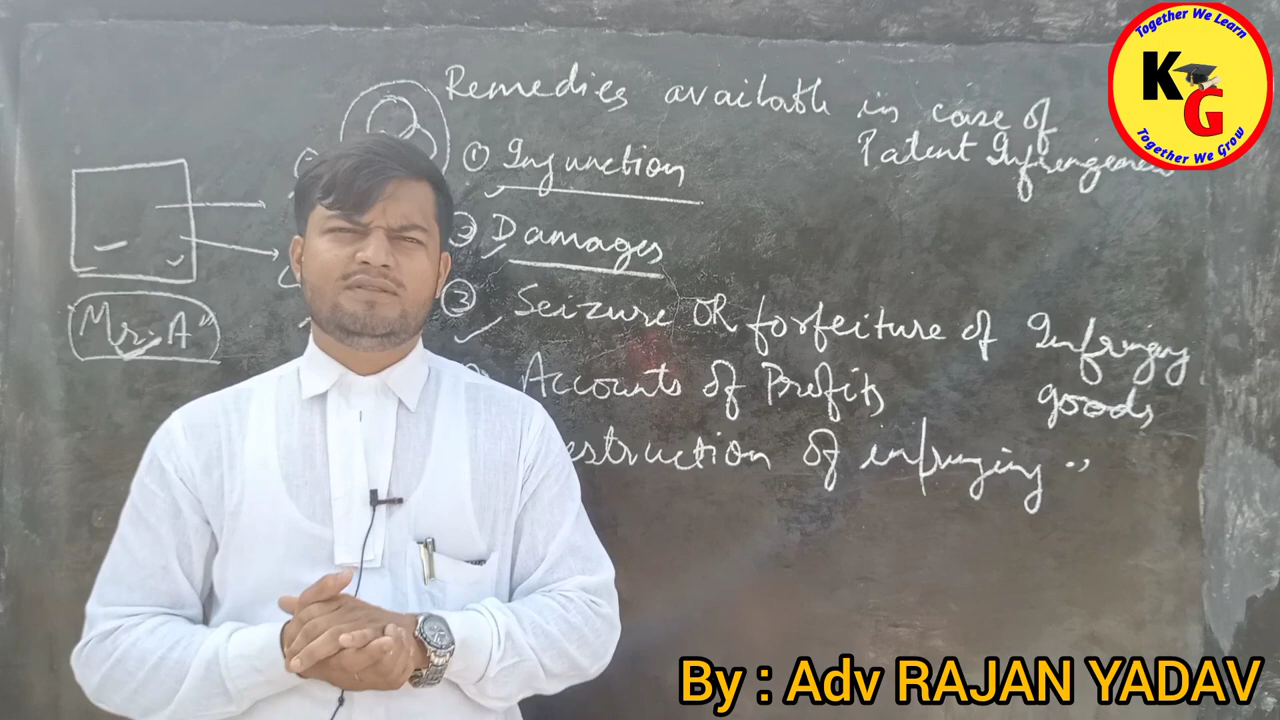 Together We Learn
KG
Together We Grow
Remedies available in case of
Patent Infringement
① Injunction
② Damages
③ Seizure OR forfeiture of Infringing
goods
Accounts of Profits
estruction of infringing "
Mr. A"
By : Adv RAJAN YADAV